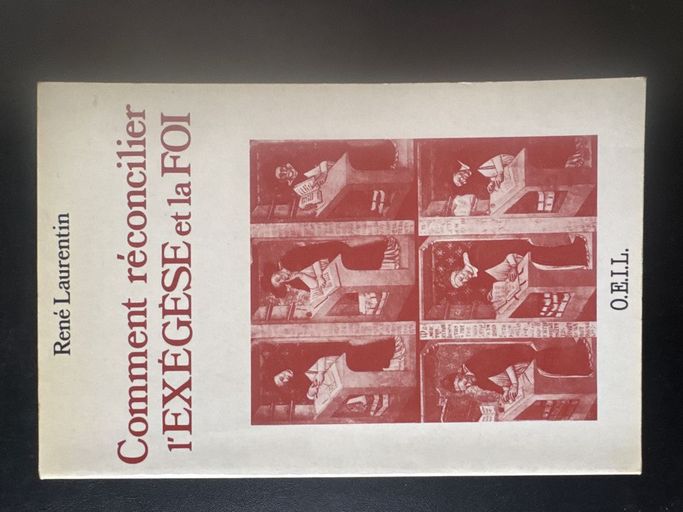 René Laurentin
Comment réconcilier
l'EXÉGÈSE et la FOI
O.E.I.L.